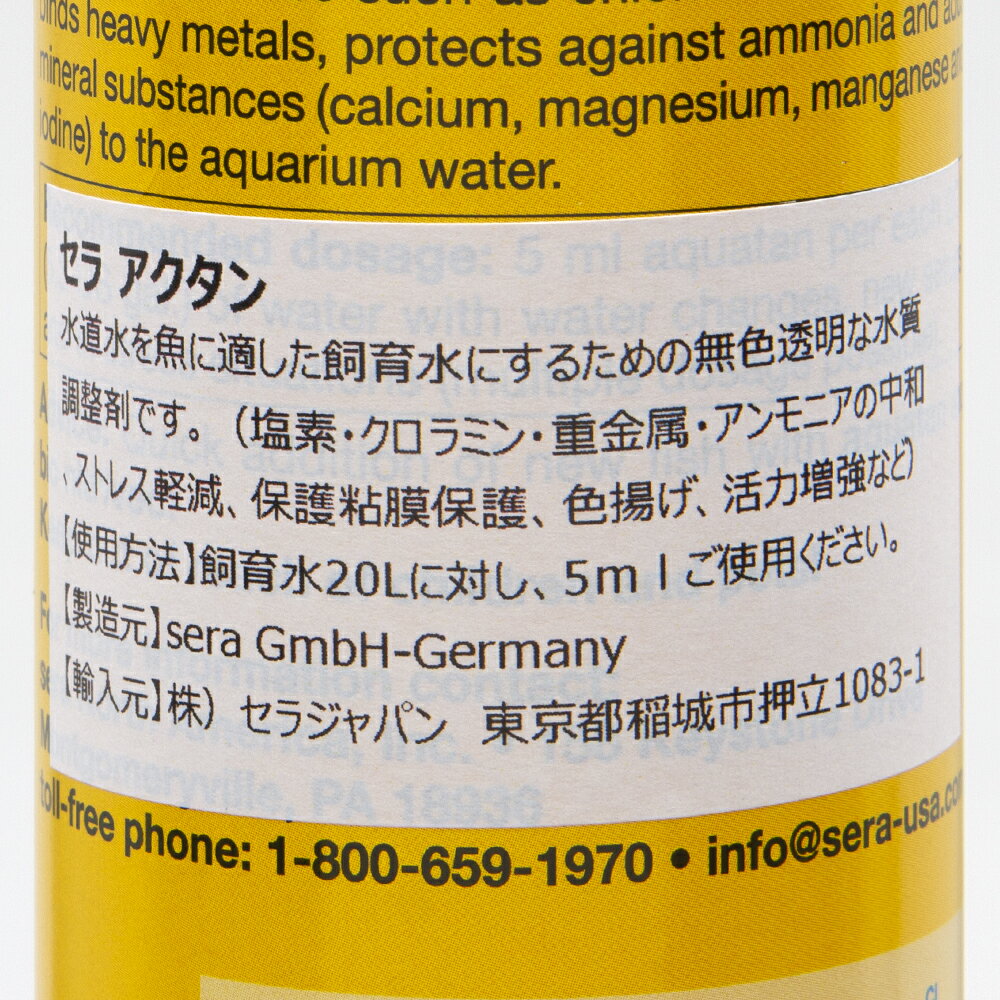 heavy metals, protects against ammonia and
mineral substances (calcium, magnesium, manganese
iodine) to the aquarium water.
セラ アクタン
水道水を魚に適した飼育水にするための無色透明な水質
調整剤です。（塩素・クロラミン・重金属・アンモニアの中和
、ストレス軽減、保護粘膜保護、色揚げ、活力増強など）
【使用方法】飼育水20Lに対し、5ｍｌご使用ください。
【製造元】sera GmbH-Germany
【輸入元】株）セラジャパン 東京都稲城市押立1083-1
toll-free phone: 1-800-659-1970 • info@sera-usa.com